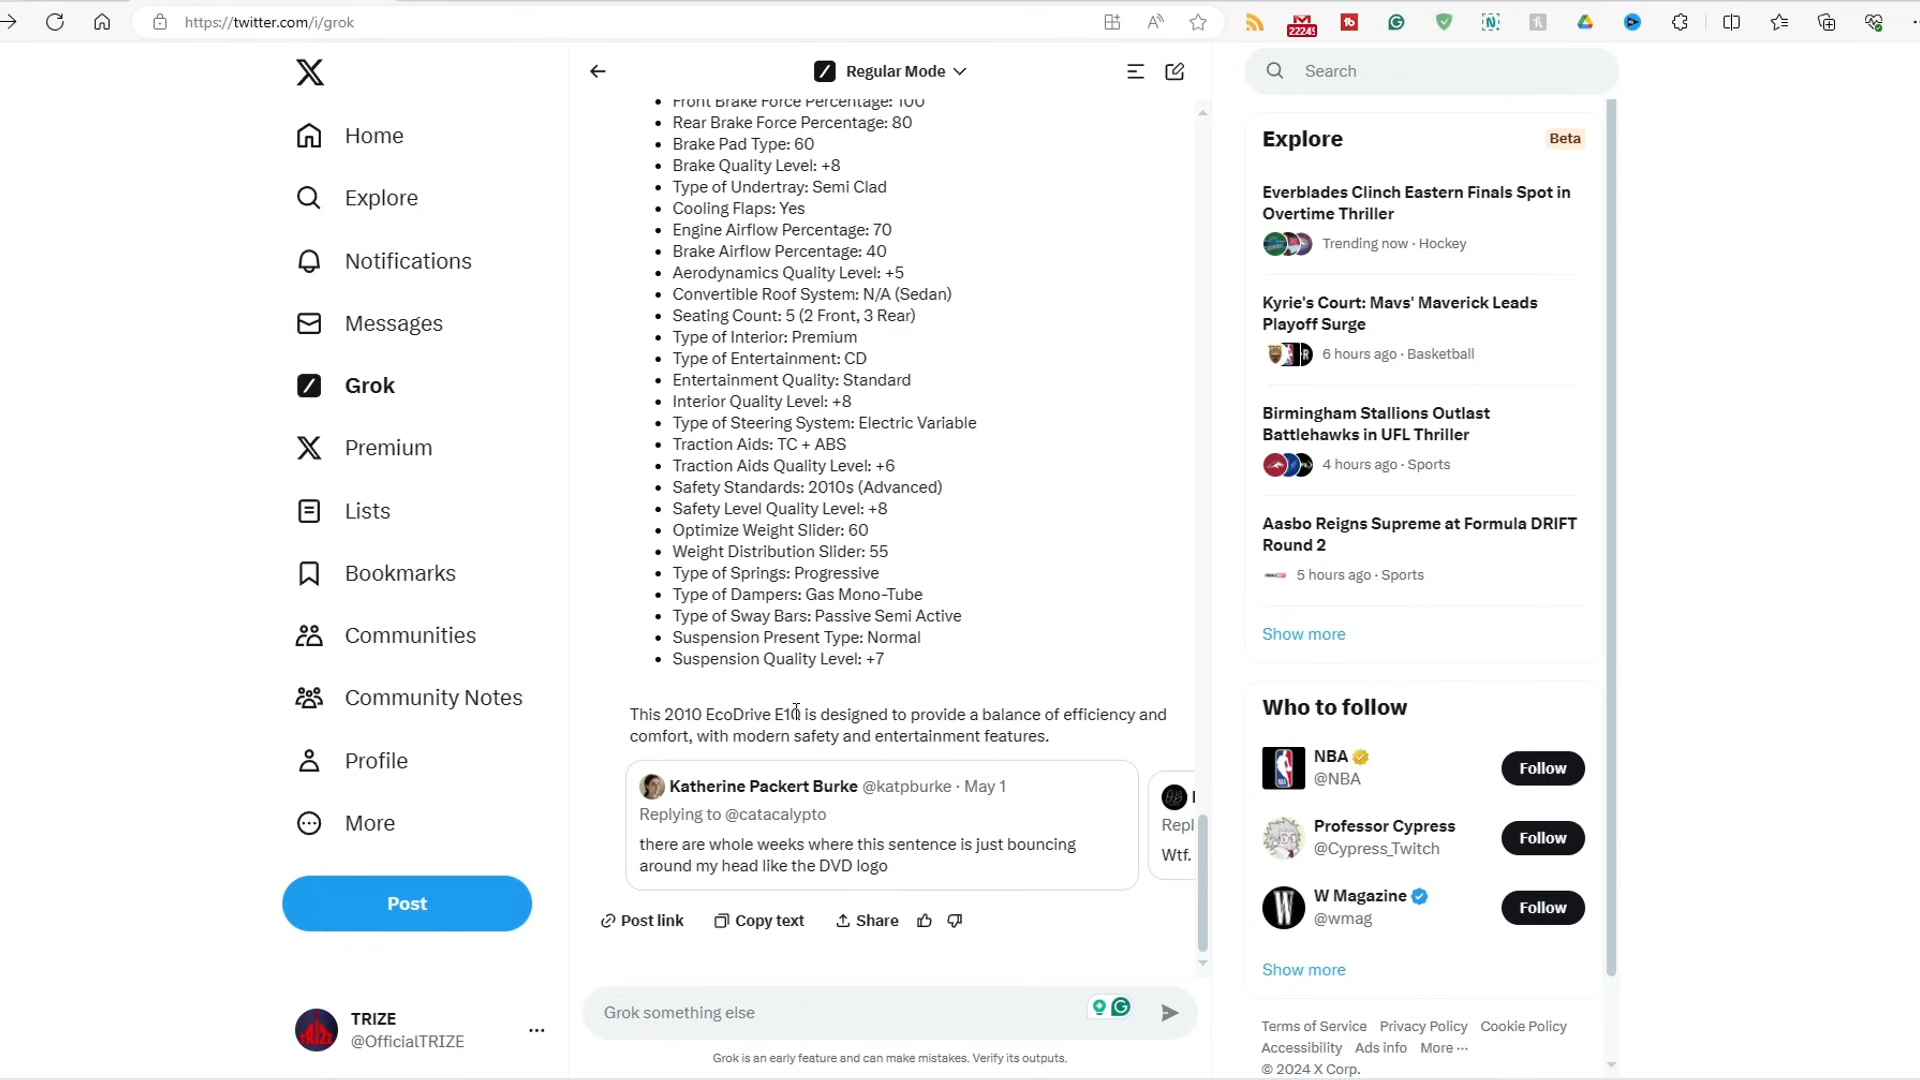 https://twitter.com/i/grok
22245
Home
Explore
Notifications
Messages
Grok
Premium
Lists
Bookmarks
Communities
Community Notes
Profile
More
Post
TRIZE
@OfficialTRIZE
Regular Mode
• Front Brake Force Percentage: 100
• Rear Brake Force Percentage: 80
• Brake Pad Type: 60
• Brake Quality Level: +8
• Type of Undertray: Semi Clad
• Cooling Flaps: Yes
• Engine Airflow Percentage: 70
• Brake Airflow Percentage: 40
• Aerodynamics Quality Level: +5
• Convertible Roof System: N/A (Sedan)
• Seating Count: 5 (2 Front, 3 Rear)
• Type of Interior: Premium
• Type of Entertainment: CD
• Entertainment Quality: Standard
• Interior Quality Level: +8
• Type of Steering System: Electric Variable
• Traction Aids: TC + ABS
• Traction Aids Quality Level: +6
• Safety Standards: 2010s (Advanced)
• Safety Level Quality Level: +8
• Optimize Weight Slider: 60
• Weight Distribution Slider: 55
• Type of Springs: Progressive
• Type of Dampers: Gas Mono-Tube
• Type of Sway Bars: Passive Semi Active
• Suspension Present Type: Normal
• Suspension Quality Level: +7
This 2010 EcoDrive E10 is designed to provide a balance of efficiency and
comfort, with modern safety and entertainment features.
Katherine Packert Burke @katpburke · May 1
Replying to @catacalypto
there are whole weeks where this sentence is just bouncing
around my head like the DVD logo
Repl
Wtf.
Post link
Copy text
Share
Grok something else
Grok is an early feature and can make mistakes. Verify its outputs.
Search
Explore
Beta
Everblades Clinch Eastern Finals Spot in
Overtime Thriller
Trending now · Hockey
Kyrie's Court: Mavs' Maverick Leads
Playoff Surge
6 hours ago · Basketball
Birmingham Stallions Outlast
Battlehawks in UFL Thriller
4 hours ago · Sports
Aasbo Reigns Supreme at Formula DRIFT
Round 2
5 hours ago · Sports
Show more
Who to follow
NBA
@NBA
Follow
Professor Cypress
@Cypress_Twitch
Follow
W Magazine
@wmag
Follow
Show more
Terms of Service Privacy Policy Cookie Policy
Accessibility Ads info More ···
© 2024 X Corp.